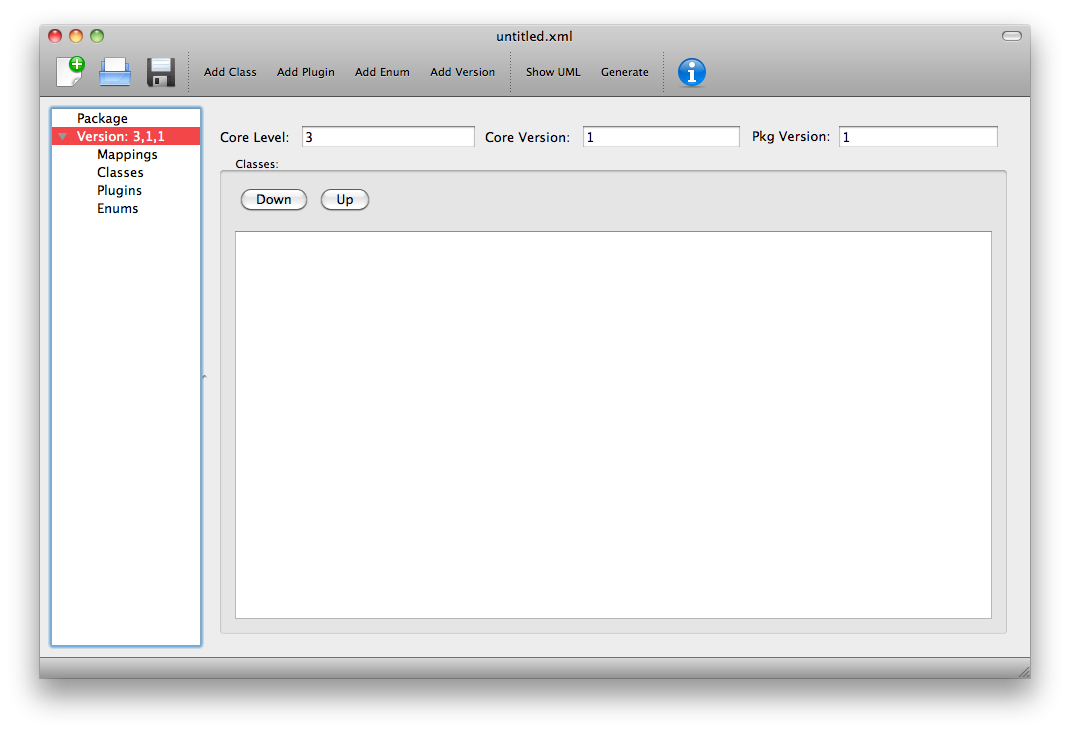 untitled.xml
Add Class Add Plugin Add Enum Add Version Show UML Generate
Package
Version: 3,1,1
Mappings
Classes
Plugins
Enums
Core Level: 3 Core Version: 1 Pkg Version: 1
Classes:
Down Up